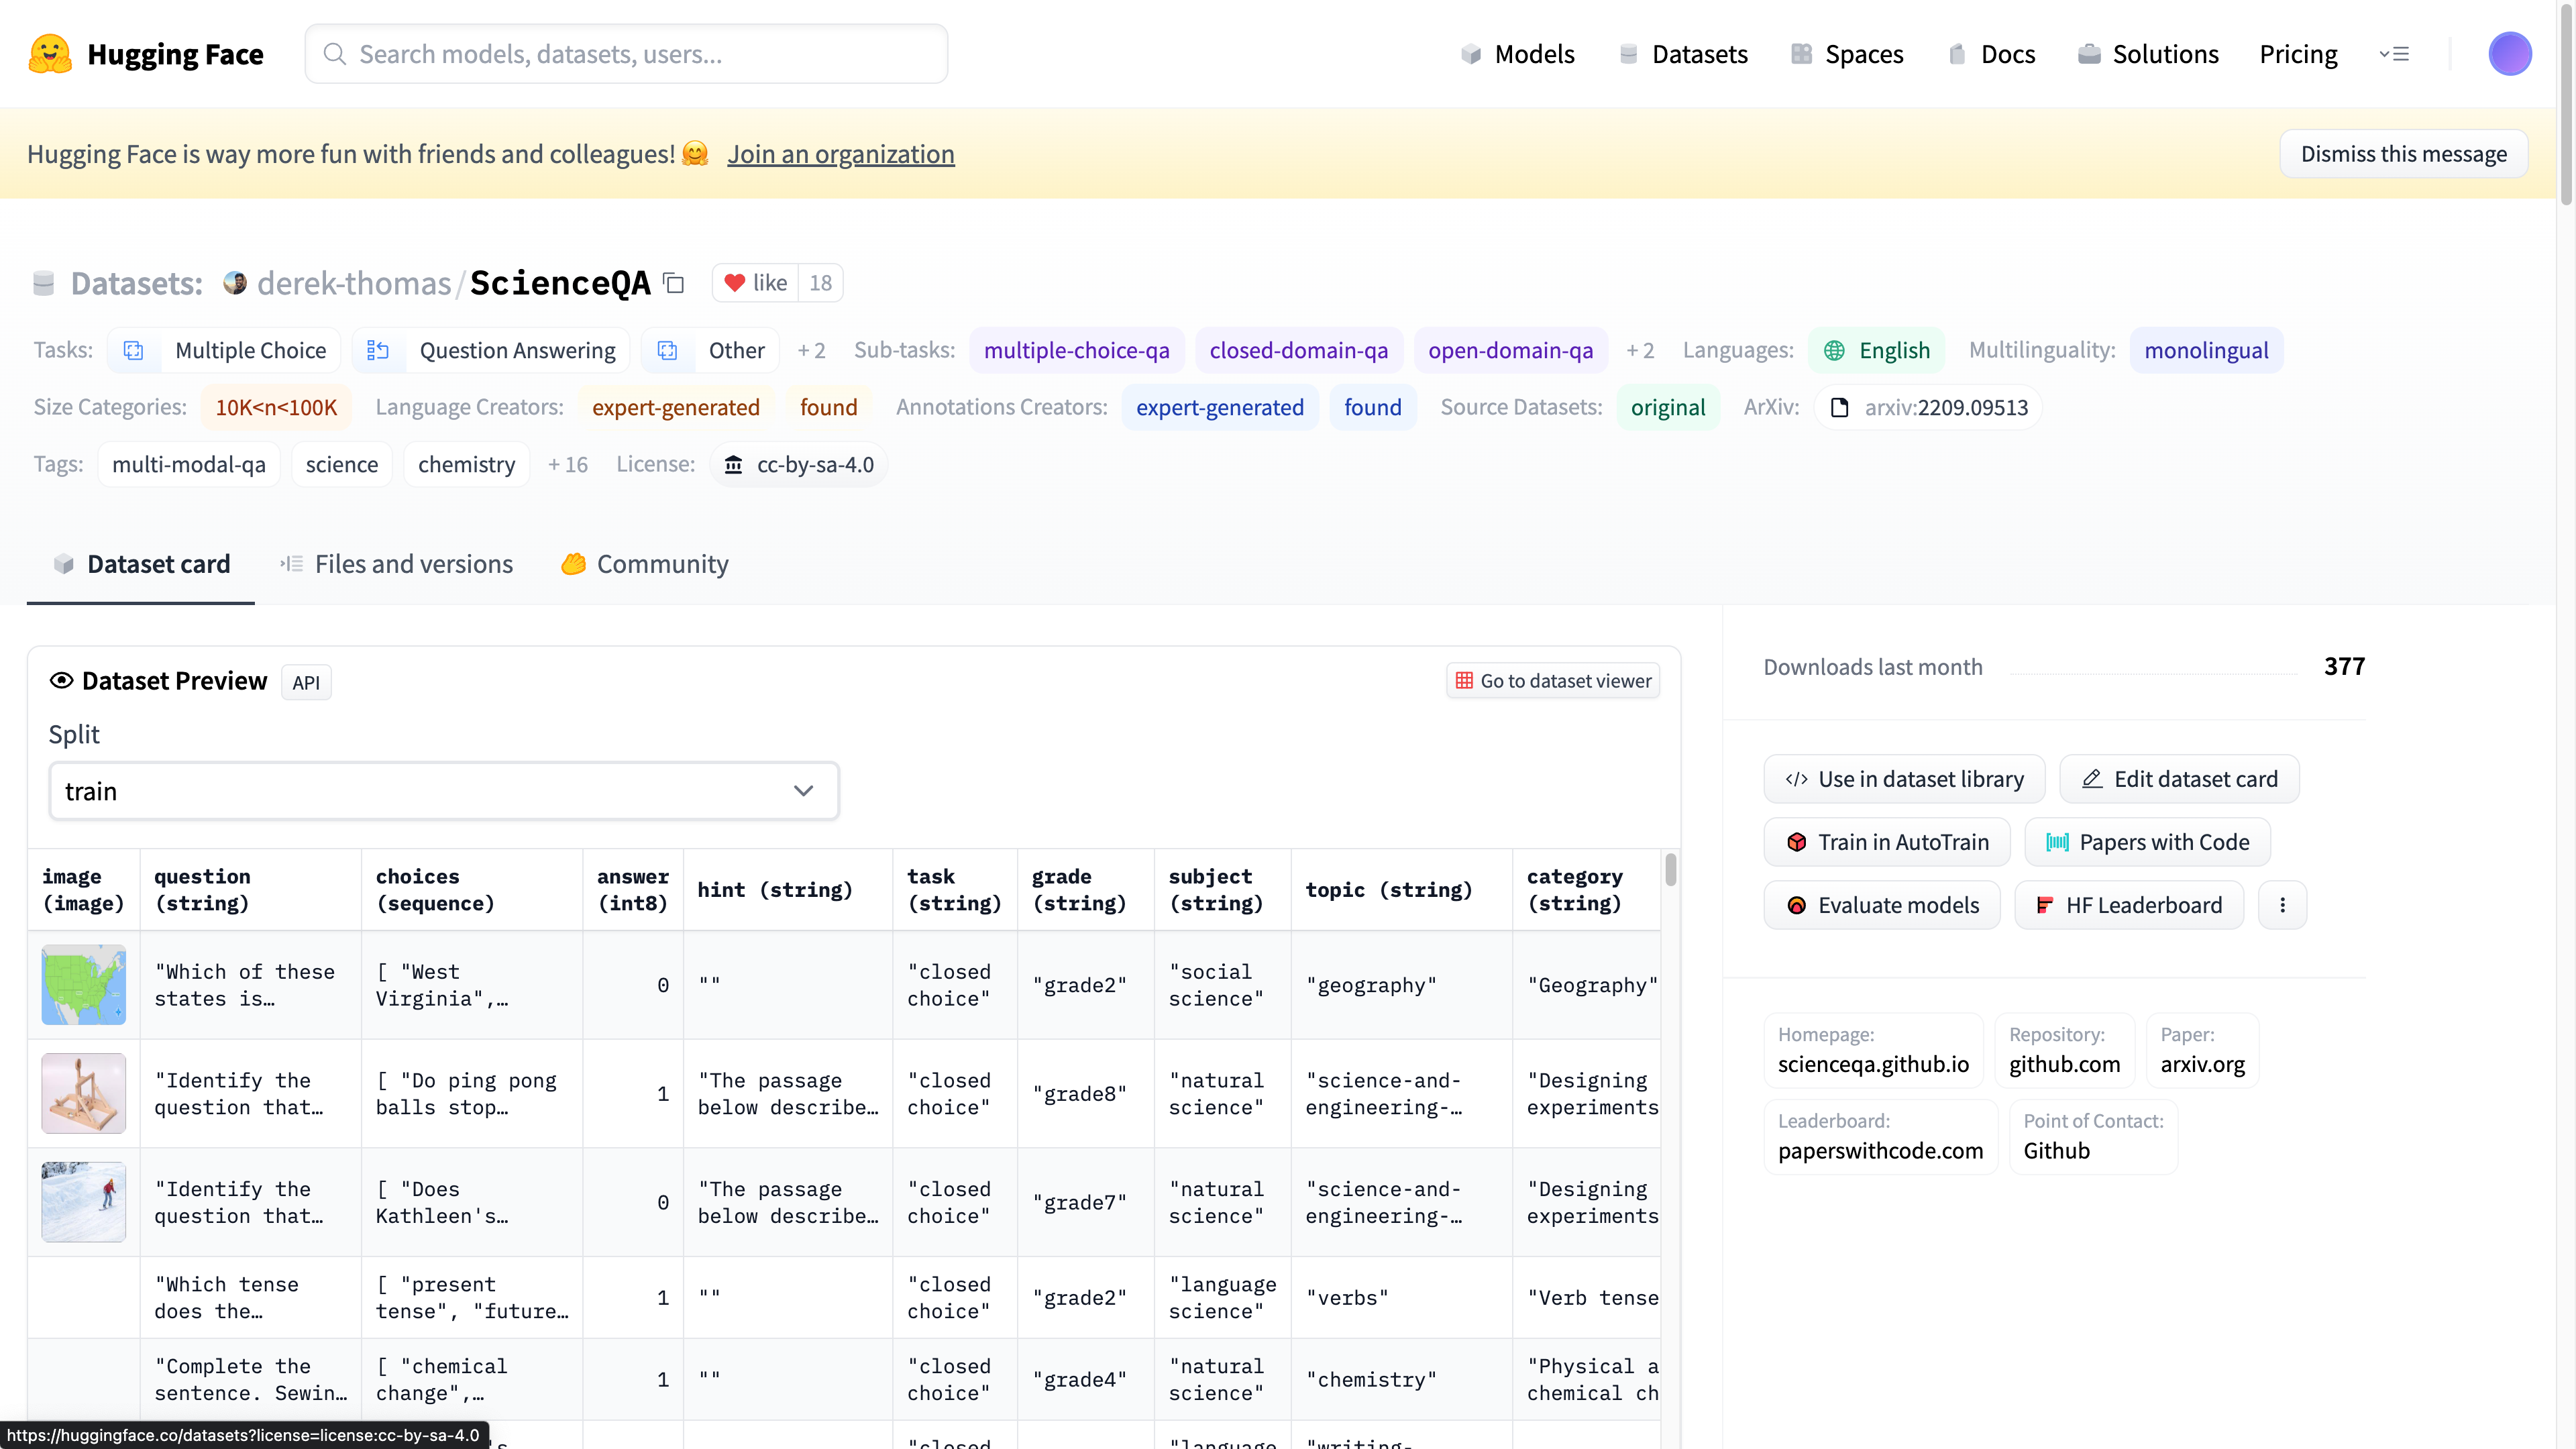 Hugging Face
Search models, datasets, users...
Models
Datasets
Spaces
Docs
Solutions
Pricing
Hugging Face is way more fun with friends and colleagues! 🤗 Join an organization
Dismiss this message
Datasets: derek-thomas/ScienceQA like 18
Tasks: Multiple Choice Question Answering Other + 2 Sub-tasks: multiple-choice-qa closed-domain-qa open-domain-qa + 2 Languages: English Multilinguality: monolingual
Size Categories: 10K<n<100K Language Creators: expert-generated found Annotations Creators: expert-generated found Source Datasets: original ArXiv: arxiv:2209.09513
Tags: multi-modal-qa science chemistry + 16 License: cc-by-sa-4.0
Dataset card Files and versions Community
Dataset Preview API Go to dataset viewer
Split
train
image (image) question (string) choices (sequence) answer (int8) hint (string) task (string) grade (string) subject (string) topic (string) category (string)
"Which of these states is… [ "West Virginia",… 0 "" "closed choice" "grade2" "social science" "geography" "Geography"
"Identify the question that… [ "Do ping pong balls stop… 1 "The passage below describe… "closed choice" "grade8" "natural science" "science-and-engineering-… "Designing experiments
"Identify the question that… [ "Does Kathleen's… 0 "The passage below describe… "closed choice" "grade7" "natural science" "science-and-engineering-… "Designing experiments
"Which tense does the… [ "present tense", "future… 1 "" "closed choice" "grade2" "language science" "verbs" "Verb tense
"Complete the sentence. Sewin… [ "chemical change",… 1 "" "closed choice" "grade4" "natural science" "chemistry" "Physical a chemical ch
"closed "language "writing-
https://huggingface.co/datasets?license=license:cc-by-sa-4.0
Downloads last month 377
Use in dataset library Edit dataset card
Train in AutoTrain Papers with Code
Evaluate models HF Leaderboard
Homepage: scienceqa.github.io
Repository: github.com
Paper: arxiv.org
Leaderboard: paperswithcode.com
Point of Contact: Github